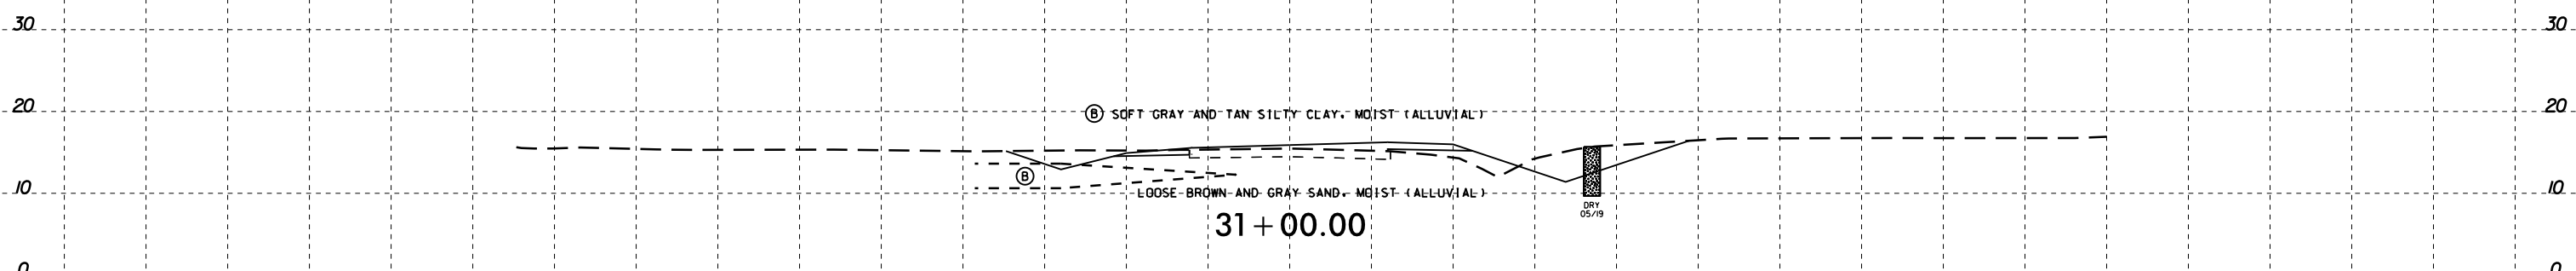 30 30
20 20
Ⓑ SOFT GRAY AND TAN SILTY CLAY, MOIST (ALLUVIAL)
Ⓑ
10 10
LOOSE BROWN AND GRAY SAND, MOIST (ALLUVIAL)
DRY
05/19
31+00.00
0 0